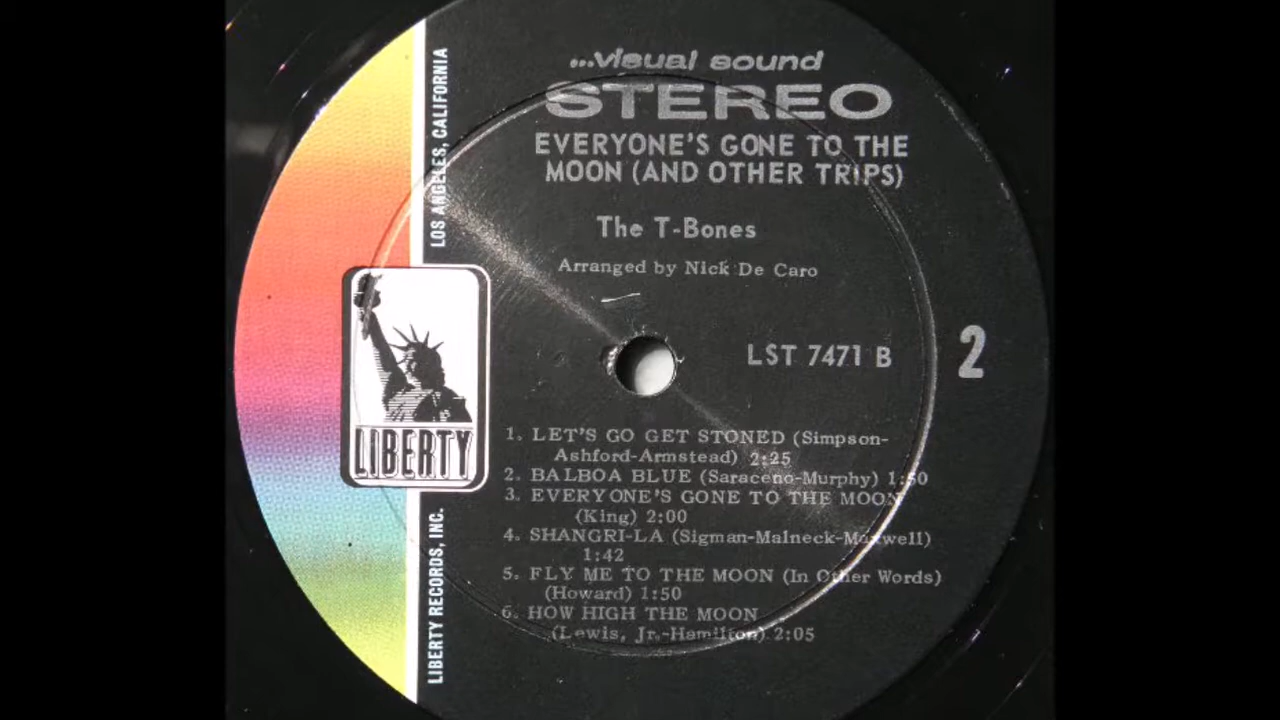 ...visual sound
STEREO
EVERYONE'S GONE TO THE
MOON (AND OTHER TRIPS)
The T-Bones
Arranged by Nick De Caro
LST 7471 B
2
LOS ANGELES, CALIFORNIA
LIBERTY
LIBERTY RECORDS, INC.
1. LET'S GO GET STONED (Simpson-
Ashford-Armstead) 2:25
2. BALBOA BLUE (Saraceno-Murphy) 1:50
3. EVERYONE'S GONE TO THE MOON
(King) 2:00
4. SHANGRI-LA (Sigman-Malneck-Maxwell)
1:42
5. FLY ME TO THE MOON (In Other Words)
(Howard) 1:50
6. HOW HIGH THE MOON
(Lewis, Jr.-Hamilton) 2:05